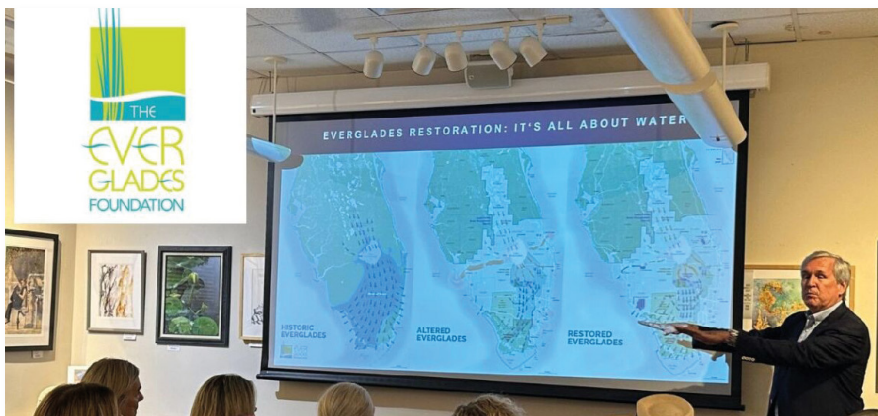 THE
EVER
GLADES
FOUNDATION
EVERGLADES RESTORATION: IT'S ALL ABOUT WATER
HISTORIC
EVERGLADES
ALTERED
EVERGLADES
RESTORED
EVERGLADES